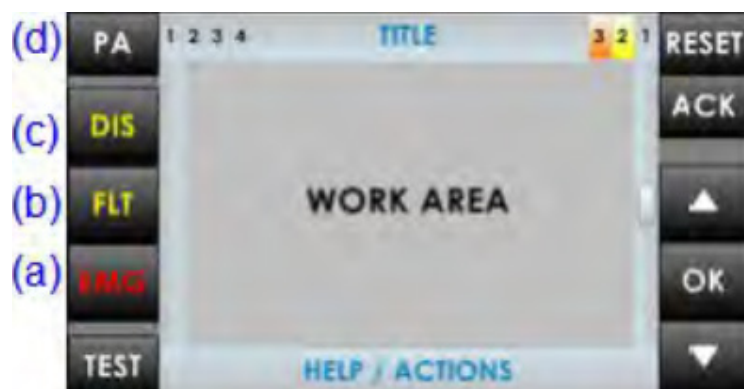 (d) PA 1 2 3 4 TITLE 3 2 1 RESET
(c) DIS ACK
(b) FLT WORK AREA
(a) EMG OK
TEST HELP / ACTIONS